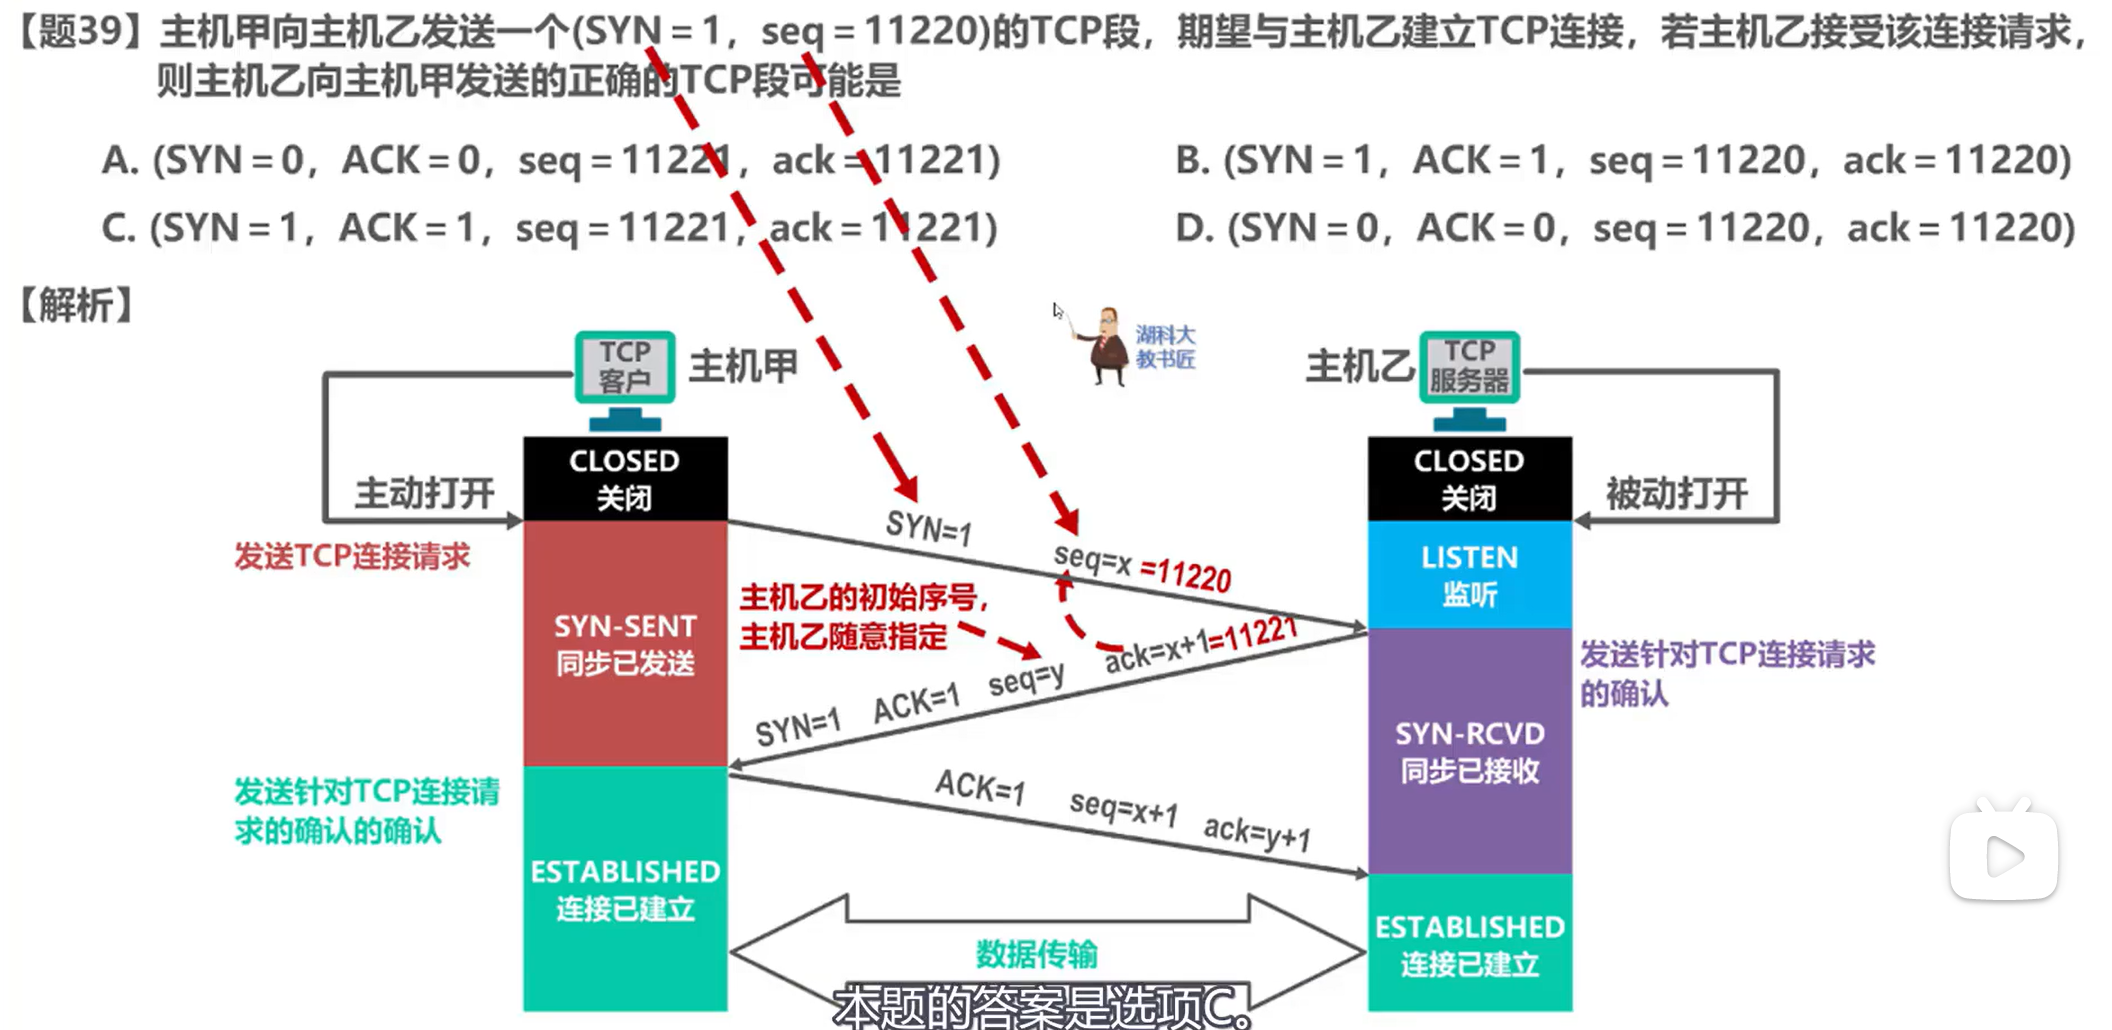 【题39】主机甲向主机乙发送一个(SYN=1，seq=11220)的TCP段，期望与主机乙建立TCP连接，若主机乙接受该连接请求，
则主机乙向主机甲发送的正确的TCP段可能是
A. (SYN=0，ACK=0，seq=11221，ack=11221)
B. (SYN=1，ACK=1，seq=11220，ack=11220)
C. (SYN=1，ACK=1，seq=11221，ack=11221)
D. (SYN=0，ACK=0，seq=11220，ack=11220)
【解析】
湖科大
教书匠
TCP
客户
主机甲
主机乙
TCP
服务器
CLOSED
关闭
CLOSED
关闭
主动打开
被动打开
发送TCP连接请求
SYN=1
seq=x =11220
LISTEN
监听
主机乙的初始序号，
主机乙随意指定
SYN-SENT
同步已发送
SYN=1 ACK=1 seq=y ack=x+1=11221
发送针对TCP连接请求
的确认
SYN-RCVD
同步已接收
发送针对TCP连接请
求的确认的确认
ACK=1 seq=x+1 ack=y+1
ESTABLISHED
连接已建立
ESTABLISHED
连接已建立
数据传输
本题的答案是选项C。